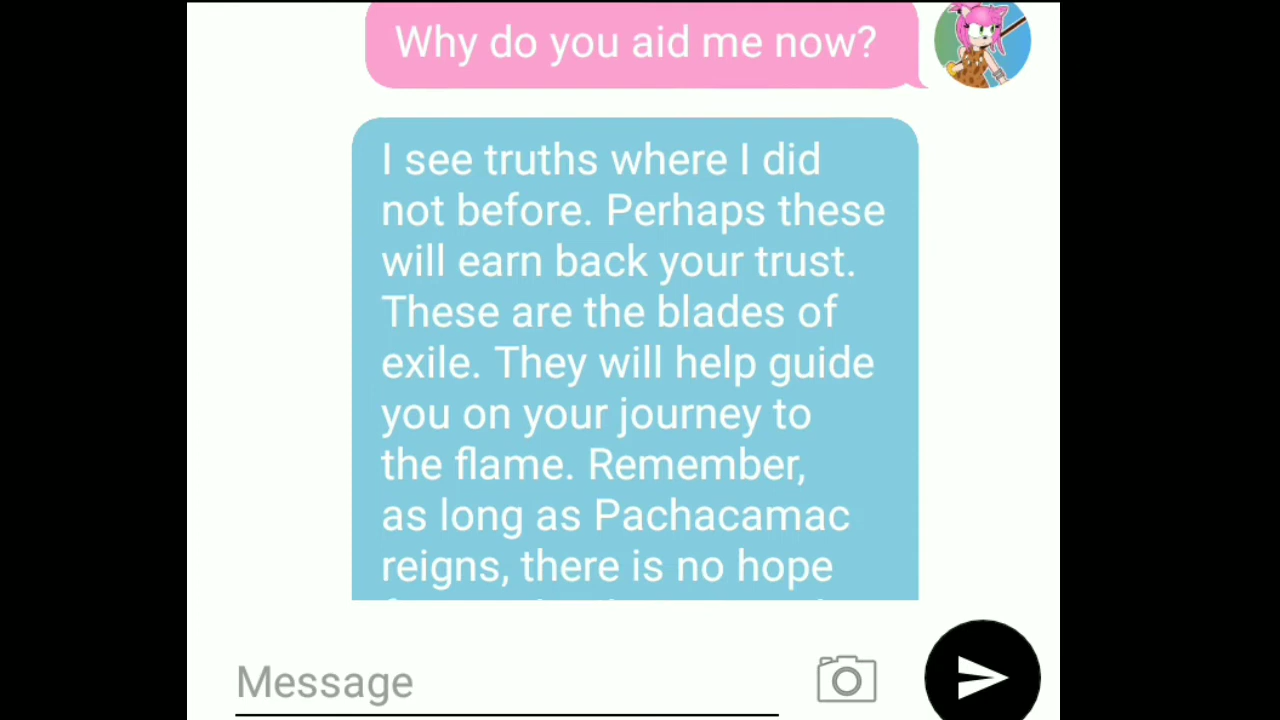 Why do you aid me now?
I see truths where I did
not before. Perhaps these
will earn back your trust.
These are the blades of
exile. They will help guide
you on your journey to
the flame. Remember,
as long as Pachacamac
reigns, there is no hope
Message